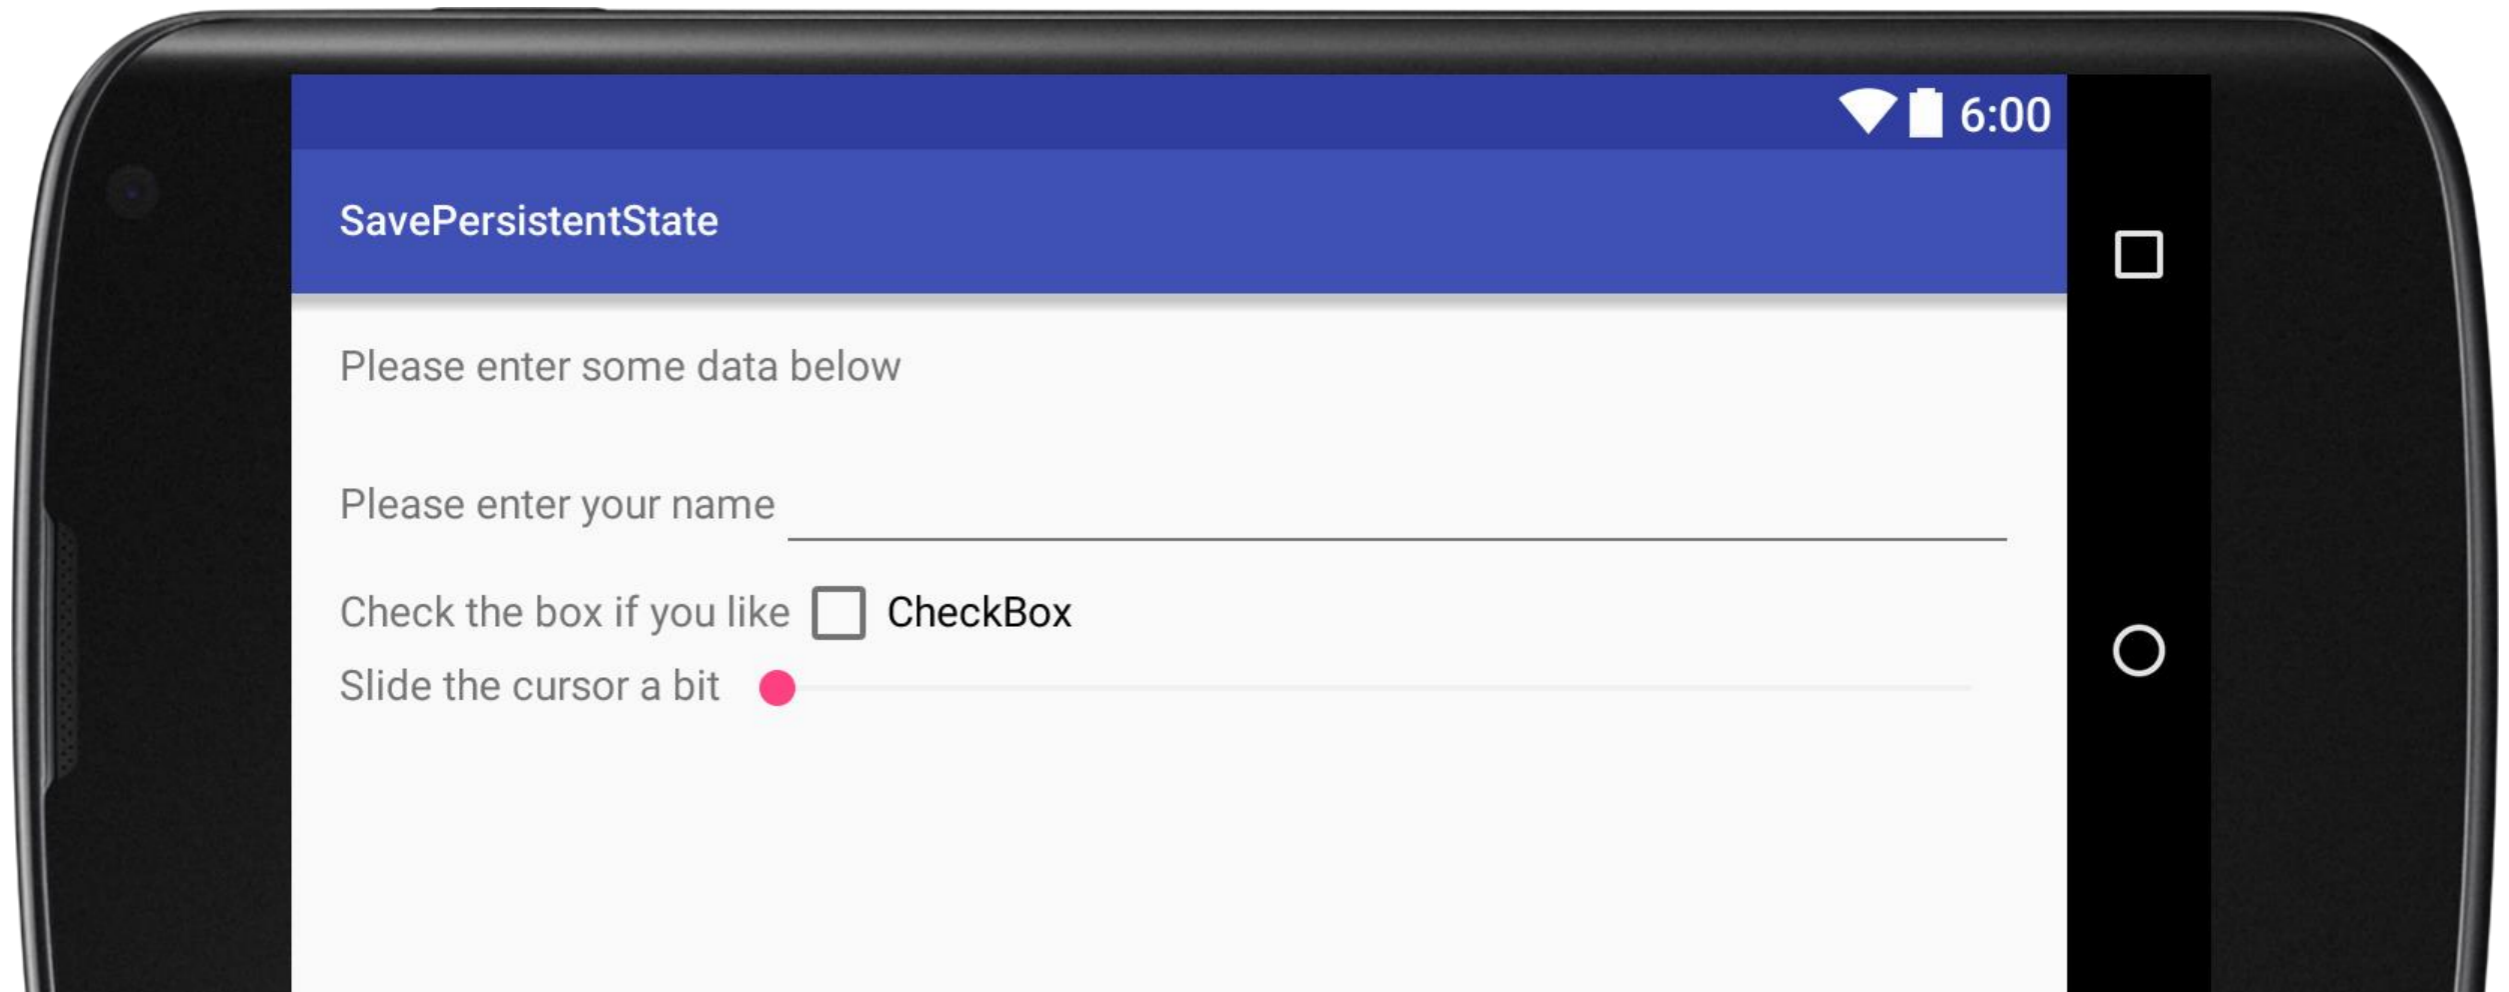 6:00
SavePersistentState
Please enter some data below
Please enter your name
Check the box if you like CheckBox
Slide the cursor a bit